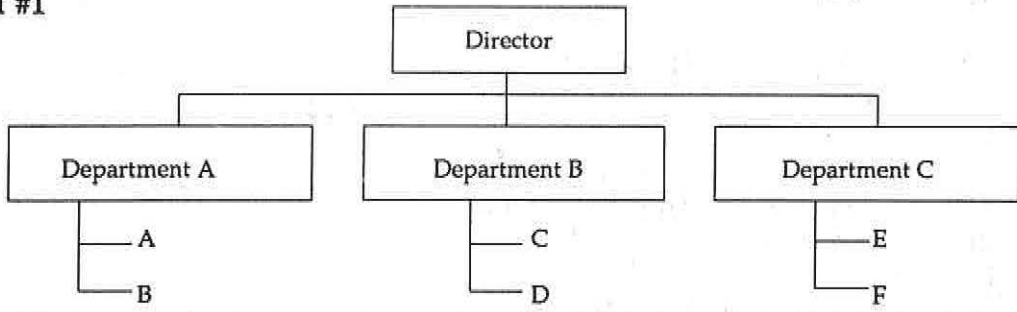 #1
Director
Department A Department B Department C
A C E
B D F